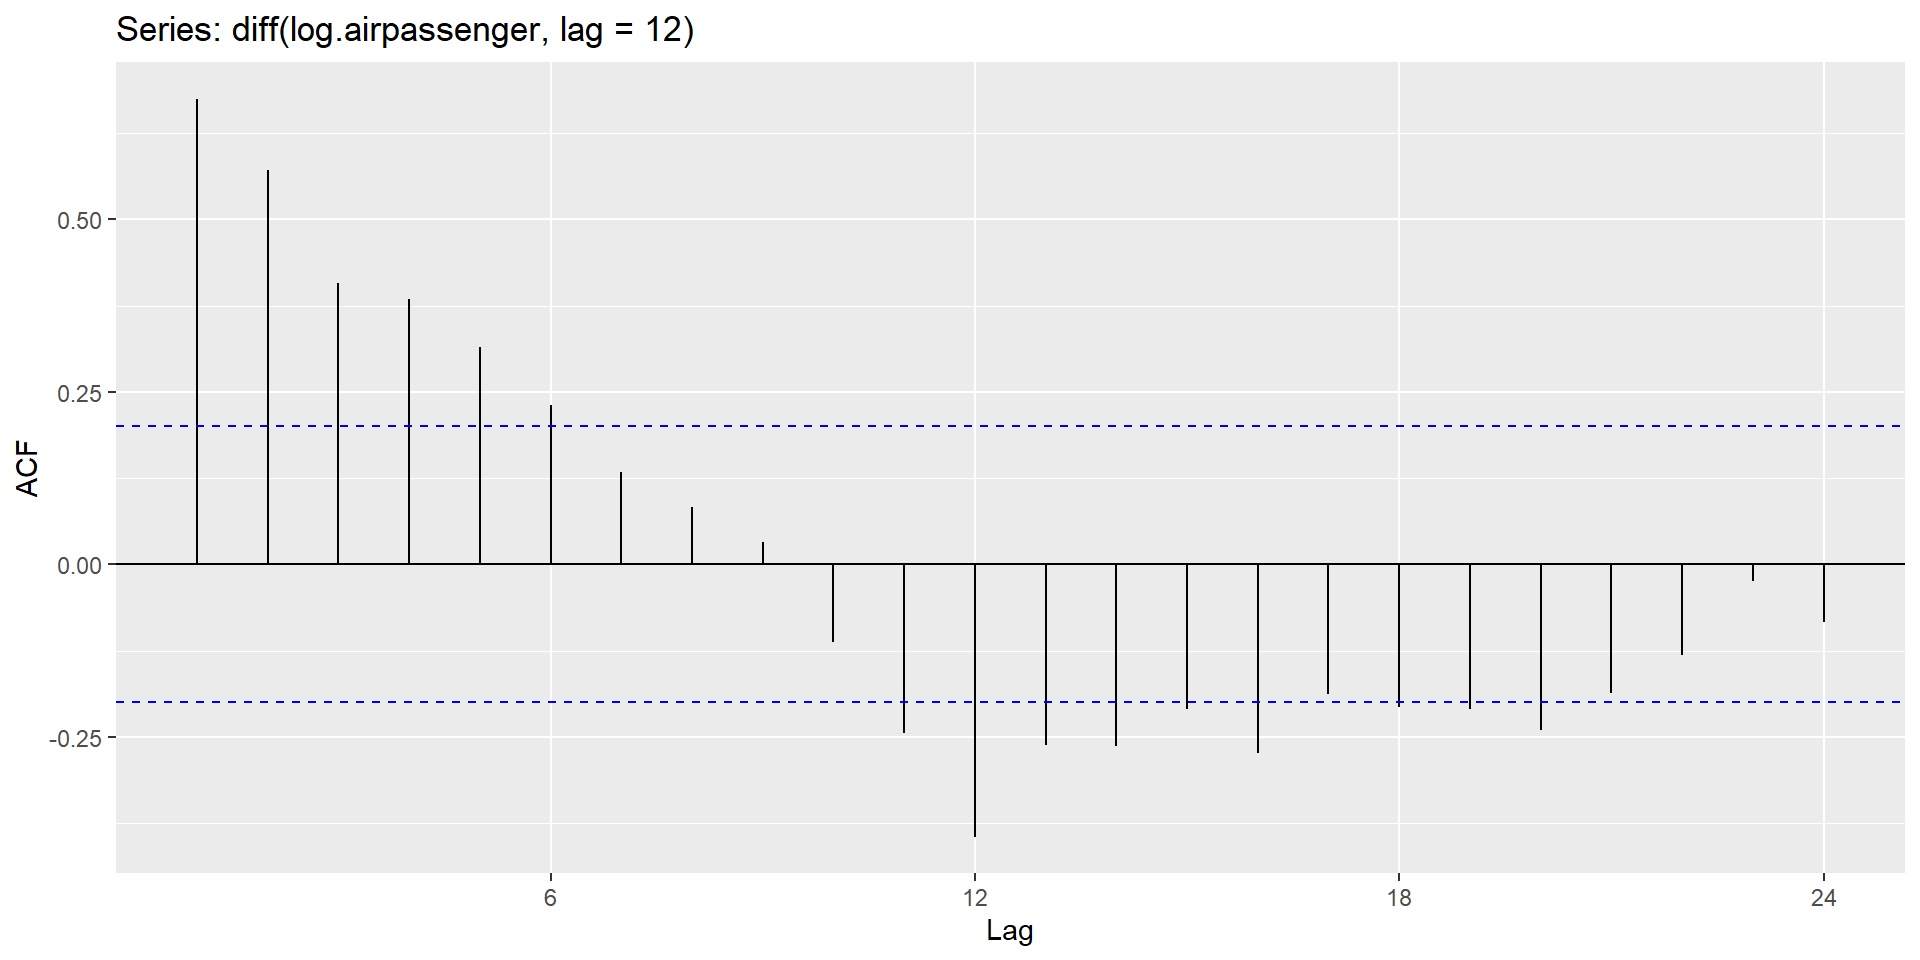 Series: diff(log.airpassenger, lag = 12)
0.50
0.25
0.00
-0.25
ACF
6 12 18 24
Lag